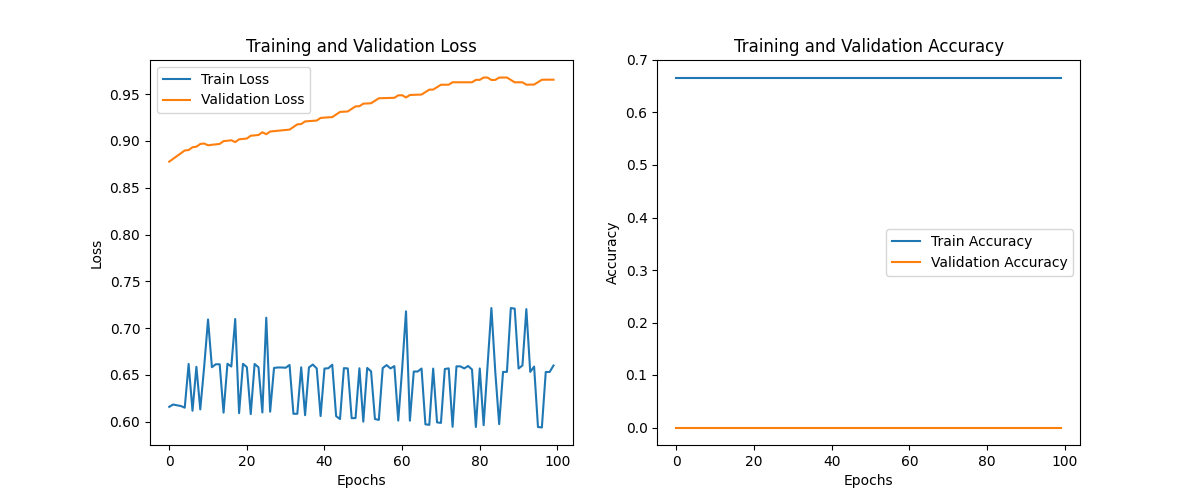 Training and Validation Loss
Train Loss
Validation Loss
0.95
0.90
0.85
0.80
0.75
0.70
0.65
0.60
Loss
0 20 40 60 80 100
Epochs
Training and Validation Accuracy
0.7
0.6
0.5
0.4
0.3
0.2
0.1
0.0
Accuracy
Train Accuracy
Validation Accuracy
0 20 40 60 80 100
Epochs